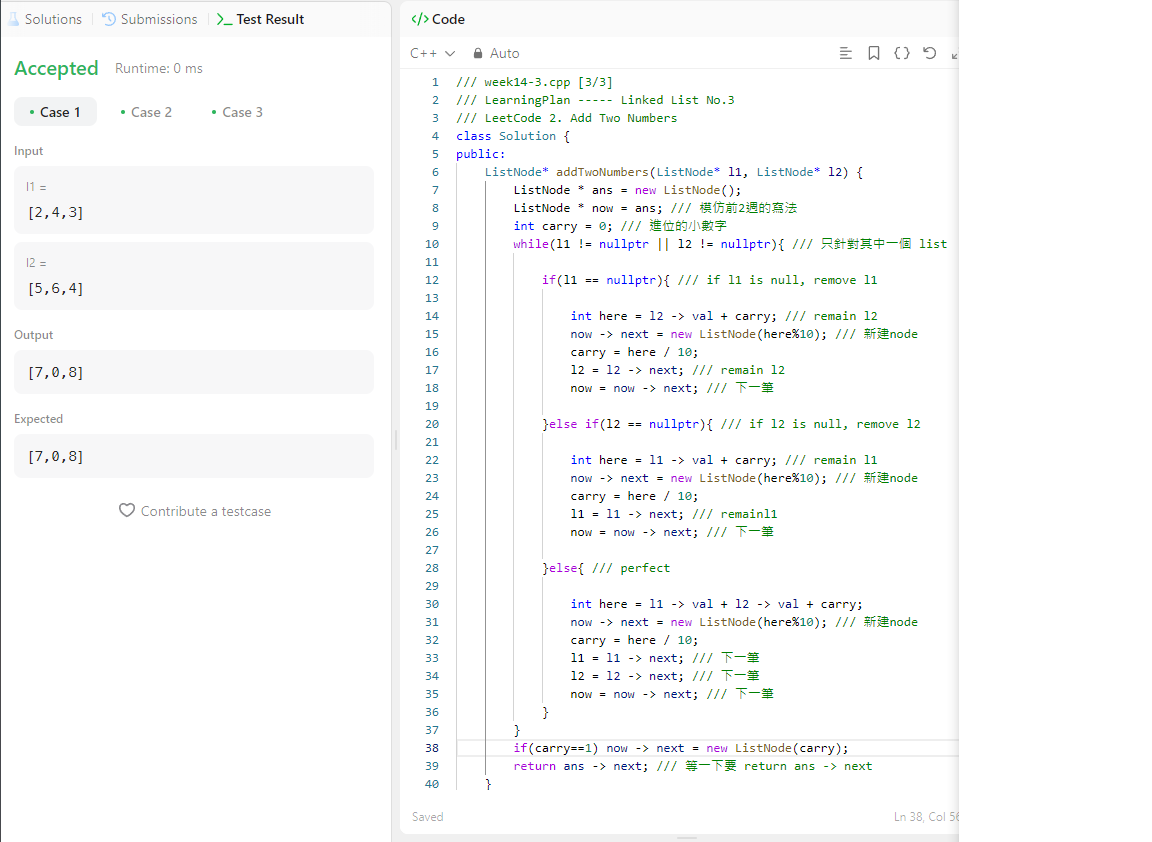 Solutions Submissions Test Result
Accepted Runtime: 0 ms
Case 1 Case 2 Case 3
Input
l1 =
[2,4,3]
l2 =
[5,6,4]
Output
[7,0,8]
Expected
[7,0,8]
Contribute a testcase
</> Code
C++ Auto
1 /// week14-3.cpp [3/3]
2 /// LearningPlan ----- Linked List No.3
3 /// LeetCode 2. Add Two Numbers
4 class Solution {
5 public:
6 ListNode* addTwoNumbers(ListNode* l1, ListNode* l2) {
7 ListNode * ans = new ListNode();
8 ListNode * now = ans; /// 模仿前2週的寫法
9 int carry = 0; /// 進位的小數字
10 while(l1 != nullptr || l2 != nullptr){ /// 只針對其中一個 list
11
12 if(l1 == nullptr){ /// if l1 is null, remove l1
13
14 int here = l2 -> val + carry; /// remain l2
15 now -> next = new ListNode(here%10); /// 新建node
16 carry = here / 10;
17 l2 = l2 -> next; /// remain l2
18 now = now -> next; /// 下一筆
19
20 }else if(l2 == nullptr){ /// if l2 is null, remove l2
21
22 int here = l1 -> val + carry; /// remain l1
23 now -> next = new ListNode(here%10); /// 新建node
24 carry = here / 10;
25 l1 = l1 -> next; /// remainl1
26 now = now -> next; /// 下一筆
27
28 }else{ /// perfect
29
30 int here = l1 -> val + l2 -> val + carry;
31 now -> next = new ListNode(here%10); /// 新建node
32 carry = here / 10;
33 l1 = l1 -> next; /// 下一筆
34 l2 = l2 -> next; /// 下一筆
35 now = now -> next; /// 下一筆
36 }
37 }
38 if(carry==1) now -> next = new ListNode(carry);
39 return ans -> next; /// 等一下要 return ans -> next
40 }
Saved Ln 38, Col 56